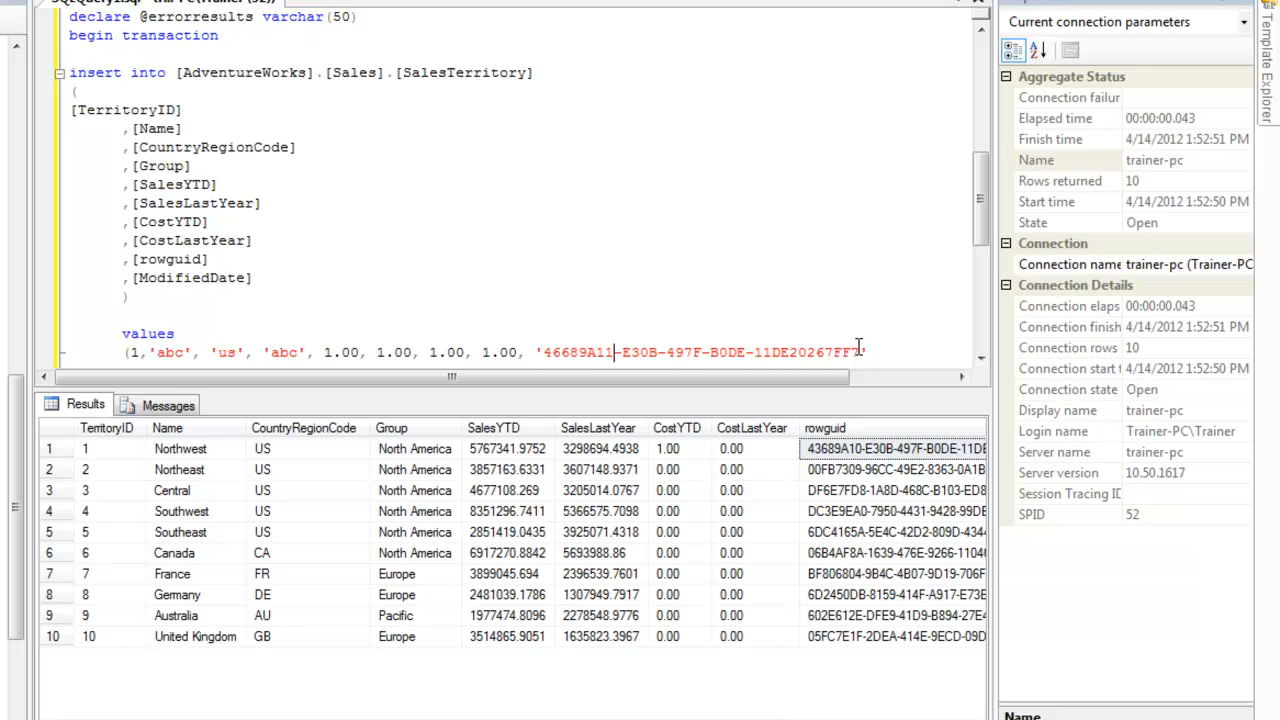 declare @errorresults varchar(50)
begin transaction
insert into [AdventureWorks].[Sales].[SalesTerritory]
(
[TerritoryID]
,[Name]
,[CountryRegionCode]
,[Group]
,[SalesYTD]
,[SalesLastYear]
,[CostYTD]
,[CostLastYear]
,[rowguid]
,[ModifiedDate]
)
values
(1,'abc', 'us', 'abc', 1.00, 1.00, 1.00, 1.00, '46689A11-E30B-497F-B0DE-11DE20267FF7'
Results Messages
TerritoryID Name CountryRegionCode Group SalesYTD SalesLastYear CostYTD CostLastYear rowguid
1 1 Northwest US North America 5767341.9752 3298694.4938 1.00 0.00 43689A10-E30B-497F-B0DE-11DE
2 2 Northeast US North America 3857163.6331 3607148.9371 0.00 0.00 00FB7309-96CC-49E2-8363-0A1B
3 3 Central US North America 4677108.269 3205014.0767 0.00 0.00 DF6E7FD8-1A8D-468C-B103-ED8
4 4 Southwest US North America 8351296.7411 5366575.7098 0.00 0.00 DC3E9EA0-7950-4431-9428-99DE
5 5 Southeast US North America 2851419.0435 3925071.4318 0.00 0.00 6DC4165A-5E4C-42D2-809D-4344
6 6 Canada CA North America 6917270.8842 5693988.86 0.00 0.00 06B4AF8A-1639-476E-9266-1104
7 7 France FR Europe 3899045.694 2396539.7601 0.00 0.00 BF806804-9B4C-4B07-9D19-706F
8 8 Germany DE Europe 2481039.1786 1307949.7917 0.00 0.00 6D2450DB-8159-414F-A917-E73E
9 9 Australia AU Pacific 1977474.8096 2278548.9776 0.00 0.00 602E612E-DFE9-41D9-B894-27E4
10 10 United Kingdom GB Europe 3514865.9051 1635823.3967 0.00 0.00 05FC7E1F-2DEA-414E-9ECD-09D
Current connection parameters
Aggregate Status
Connection failur
Elapsed time 00:00:00.043
Finish time 4/14/2012 1:52:51 PM
Name trainer-pc
Rows returned 10
Start time 4/14/2012 1:52:50 PM
State Open
Connection
Connection name trainer-pc (Trainer-PC
Connection Details
Connection elaps 00:00:00.043
Connection finish 4/14/2012 1:52:51 PM
Connection rows 10
Connection start t 4/14/2012 1:52:50 PM
Connection state Open
Display name trainer-pc
Login name Trainer-PC\Trainer
Server name trainer-pc
Server version 10.50.1617
Session Tracing ID
SPID 52
Name
Template Explorer